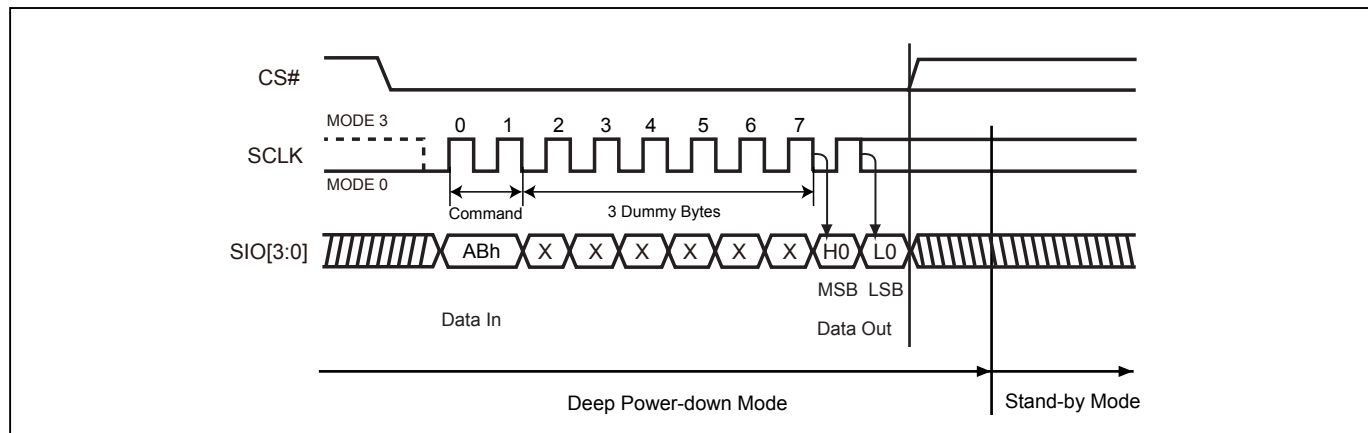 CS#
MODE 3
0 1 2 3 4 5 6 7
SCLK
MODE 0
Command
3 Dummy Bytes
SIO[3:0]
ABh X X X X X X H0 L0
MSB LSB
Data In
Data Out
Deep Power-down Mode
Stand-by Mode